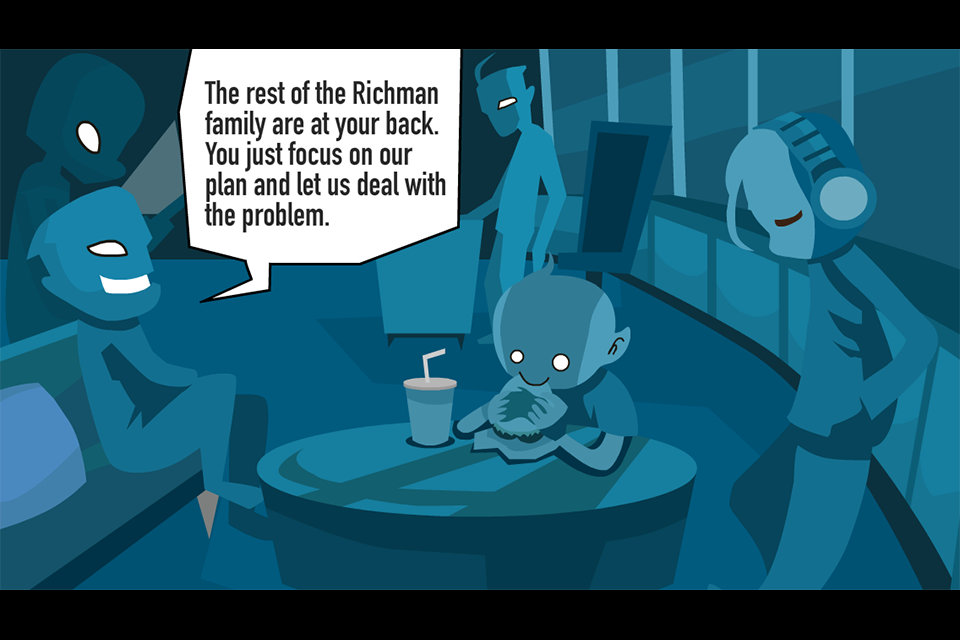 The rest of the Richman
family are at your back.
You just focus on our
plan and let us deal with
the problem.